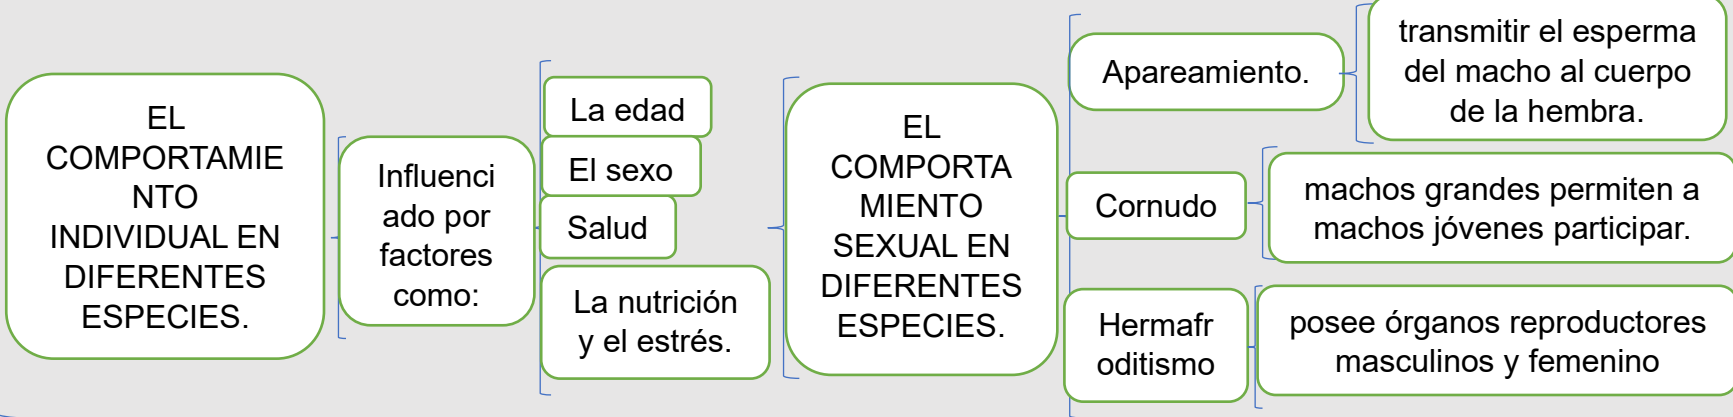 EL
COMPORTAMIE
NTO
INDIVIDUAL EN
DIFERENTES
ESPECIES.
Influenci
ado por
factores
como:
La edad
El sexo
Salud
La nutrición
y el estrés.
EL
COMPORTA
MIENTO
SEXUAL EN
DIFERENTES
ESPECIES.
Apareamiento.
transmitir el esperma
del macho al cuerpo
de la hembra.
Cornudo
machos grandes permiten a
machos jóvenes participar.
Hermafr
oditismo
posee órganos reproductores
masculinos y femenino